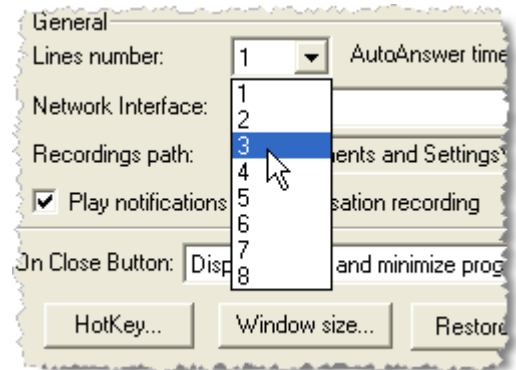 General
Lines number: 1 AutoAnswer time
Network Interface:
1
2
3
4
5
6
7
8
Recordings path: ents and Settings
Play notifications sation recording
On Close Button: Disp and minimize prog
HotKey... Window size... Restore